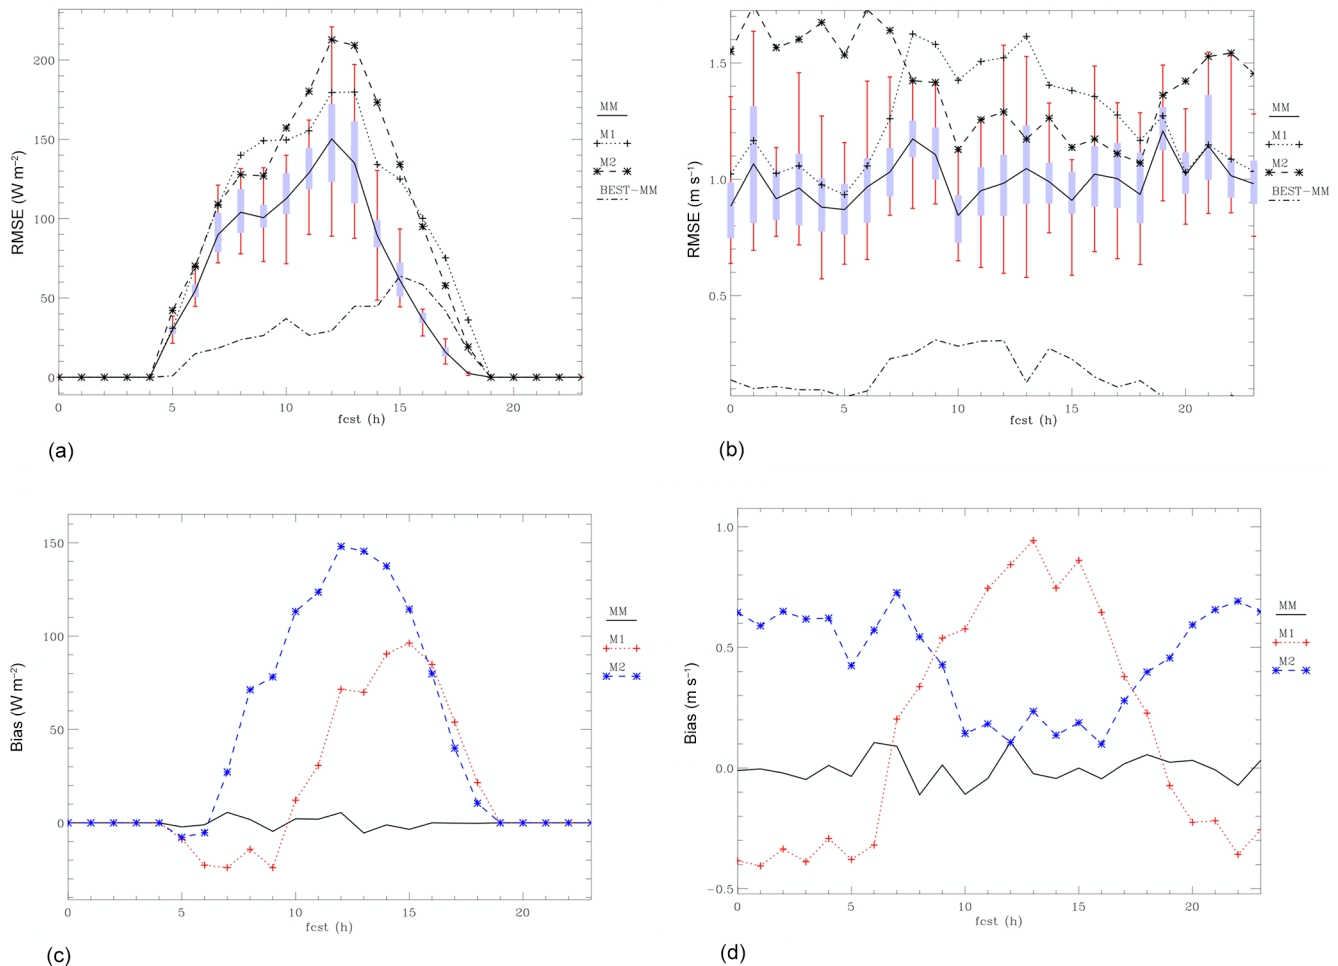 200
150
100
50
0
RMSE (W m⁻²)
0 5 10 15 20
fcst (h)
MM
M1
M2
BEST-MM
(a)
1.5
1.0
0.5
RMSE (m s⁻¹)
0 5 10 15 20
fcst (h)
MM
M1
M2
BEST-MM
(b)
150
100
50
0
Bias (W m⁻²)
0 5 10 15 20
fcst (h)
MM
M1
M2
(c)
1.0
0.5
0.0
-0.5
Bias (m s⁻¹)
0 5 10 15 20
fcst (h)
MM
M1
M2
(d)